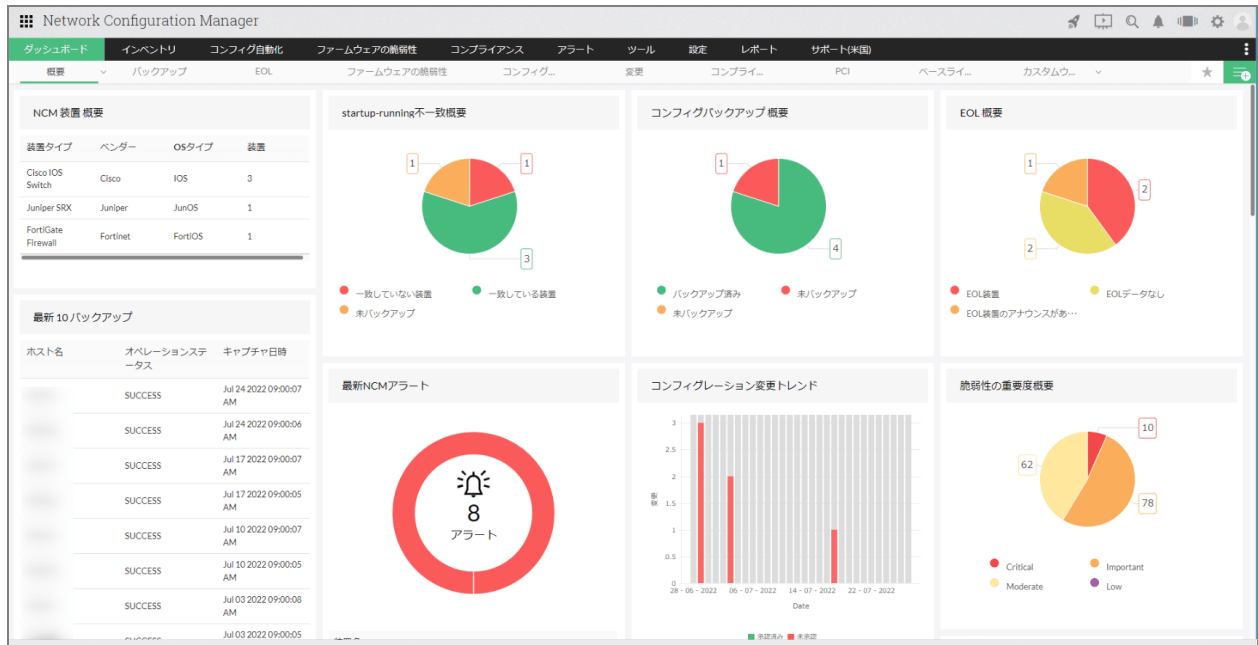 Network Configuration Manager
ダッシュボード インベントリ コンフィグ自動化 ファームウェアの脆弱性 コンプライアンス アラート ツール 設定 レポート サポート(米国)
概要 バックアップ EOL ファームウェアの脆弱性 コンフィグ... 変更 コンプライ... PCI ベースライ... カスタムウ...
NCM 装置 概要
装置タイプ ベンダー OSタイプ 装置
Cisco IOS
Switch
Cisco IOS 3
Juniper SRX Juniper JunOS 1
FortiGate
Firewall
Fortinet FortiOS 1
最新 10 バックアップ
ホスト名 オペレーションステ
ータス
キャプチャ日時
SUCCESS Jul 24 2022 09:00:07
AM
SUCCESS Jul 24 2022 09:00:06
AM
SUCCESS Jul 17 2022 09:00:07
AM
SUCCESS Jul 17 2022 09:00:05
AM
SUCCESS Jul 10 2022 09:00:07
AM
SUCCESS Jul 10 2022 09:00:05
AM
SUCCESS Jul 03 2022 09:00:08
AM
Jul 03 2022 09:00:05
startup-running不一致概要
1
1
3
一致していない装置 一致している装置
未バックアップ
最新NCMアラート
8
アラート
コンフィグバックアップ 概要
1
4
バックアップ済み 未バックアップ
未バックアップ
コンフィグレーション変更トレンド
変更
3
2.5
2
1.5
1
0.5
0
28 - 06 - 2022 06 - 07 - 2022 14 - 07 - 2022 22 - 07 - 2022
Date
承認済み 未承認
EOL 概要
1
2
2
EOL装置 EOLデータなし
EOL装置のアナウンスがあ…
脆弱性の重要度概要
10
62
78
Critical Important
Moderate Low